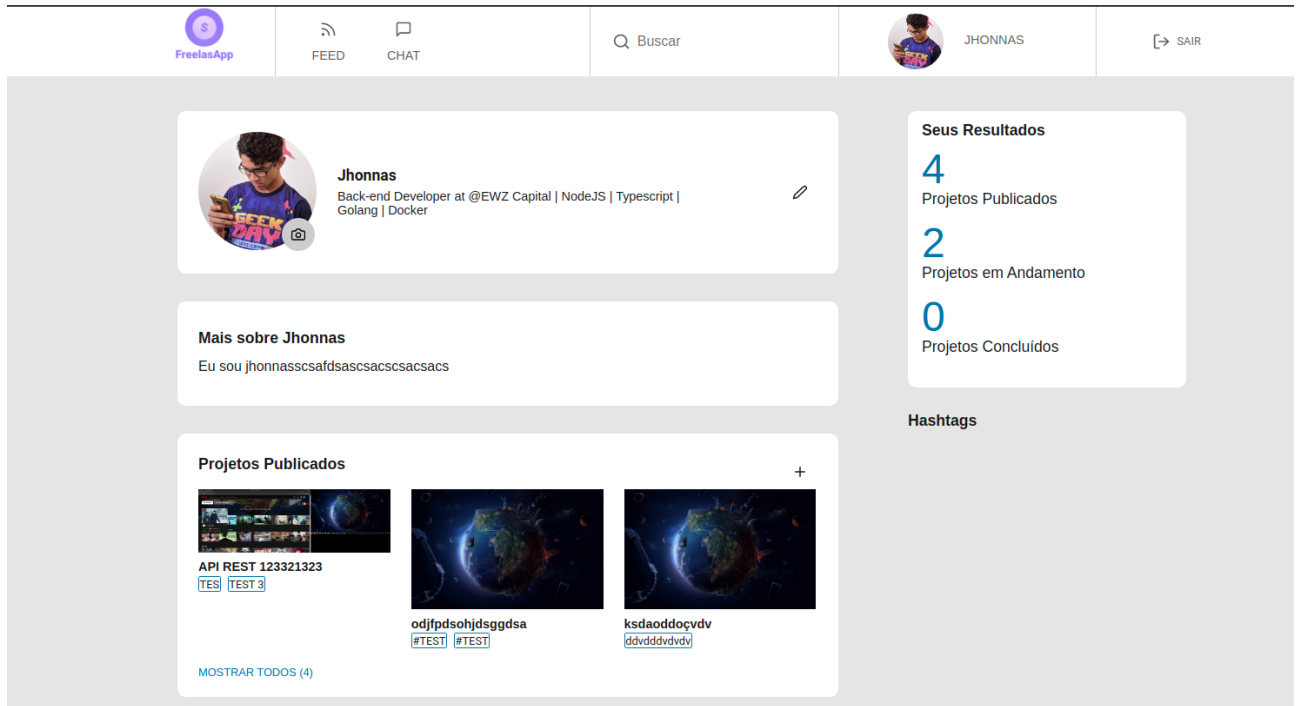 FreelasApp
FEED
CHAT
Buscar
JHONNAS
SAIR
Jhonnas
Back-end Developer at @EWZ Capital | NodeJS | Typescript |
Golang | Docker
GEEK
DAY
Mais sobre Jhonnas
Eu sou jhonnasscsafdsascsacscsacsacs
Projetos Publicados
API REST 123321323
TES TEST 3
odjfpdsohjdsggdsa
#TEST #TEST
ksdaoddoçvdv
ddvdddvdvdv
MOSTRAR TODOS (4)
Seus Resultados
4
Projetos Publicados
2
Projetos em Andamento
0
Projetos Concluídos
Hashtags